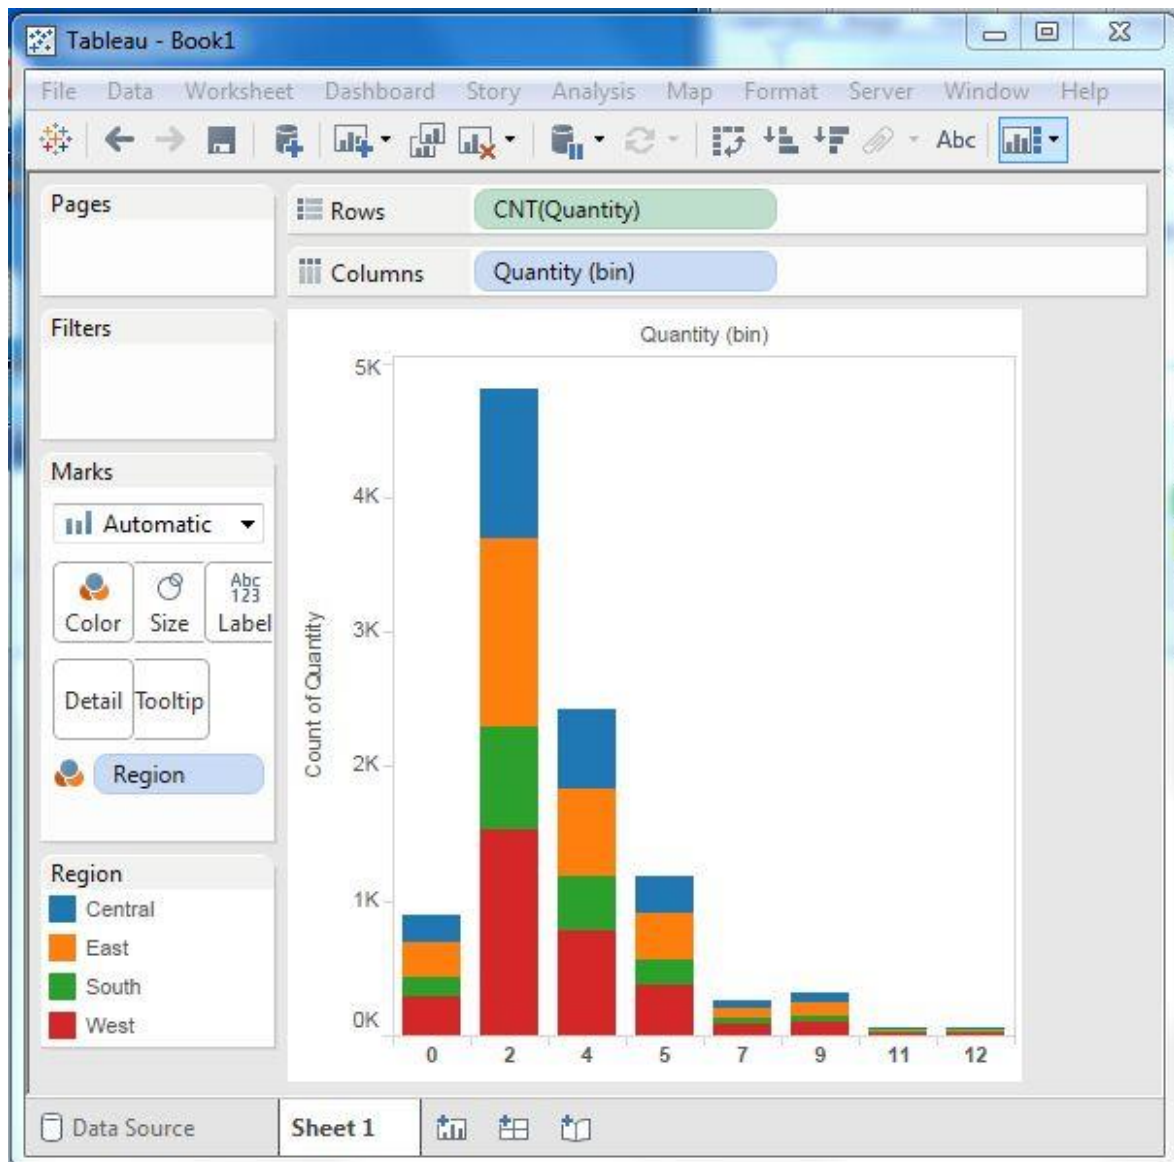 Tableau - Book1
File Data Worksheet Dashboard Story Analysis Map Format Server Window Help
Abc
Pages
Rows CNT(Quantity)
Columns Quantity (bin)
Filters
Marks
Automatic
Abc
123
Color Size Label
Detail Tooltip
Region
Region
Central
East
South
West
Quantity (bin)
Count of Quantity
5K
4K
3K
2K
1K
0K
0 2 4 5 7 9 11 12
Data Source Sheet 1